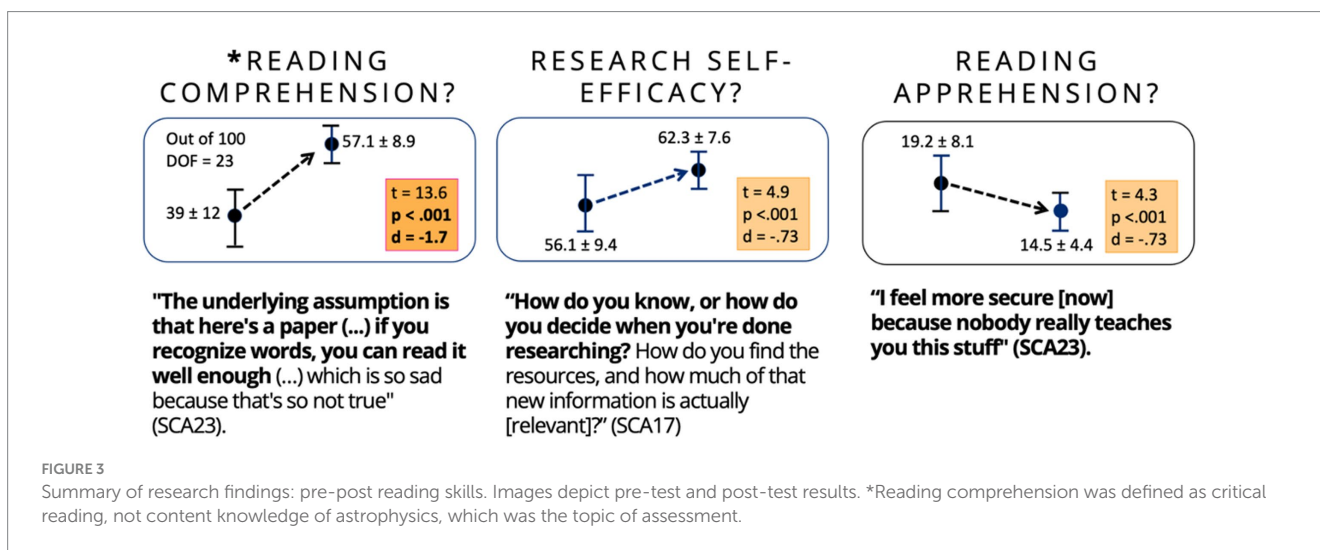 *READING
COMPREHENSION?
Out of 100
DOF = 23
57.1 ± 8.9
39 ± 12
t = 13.6
p < .001
d = -1.7
"The underlying assumption is
that here's a paper (...) if you
recognize words, you can read it
well enough (...) which is so sad
because that's so not true"
(SCA23).
RESEARCH SELF-
EFFICACY?
62.3 ± 7.6
56.1 ± 9.4
t = 4.9
p <.001
d = -.73
“How do you know, or how do
you decide when you're done
researching? How do you find the
resources, and how much of that
new information is actually
[relevant]?” (SCA17)
READING
APPREHENSION?
19.2 ± 8.1
14.5 ± 4.4
t = 4.3
p <.001
d = -.73
“I feel more secure [now]
because nobody really teaches
you this stuff" (SCA23).
FIGURE 3
Summary of research findings: pre-post reading skills. Images depict pre-test and post-test results. *Reading comprehension was defined as critical
reading, not content knowledge of astrophysics, which was the topic of assessment.